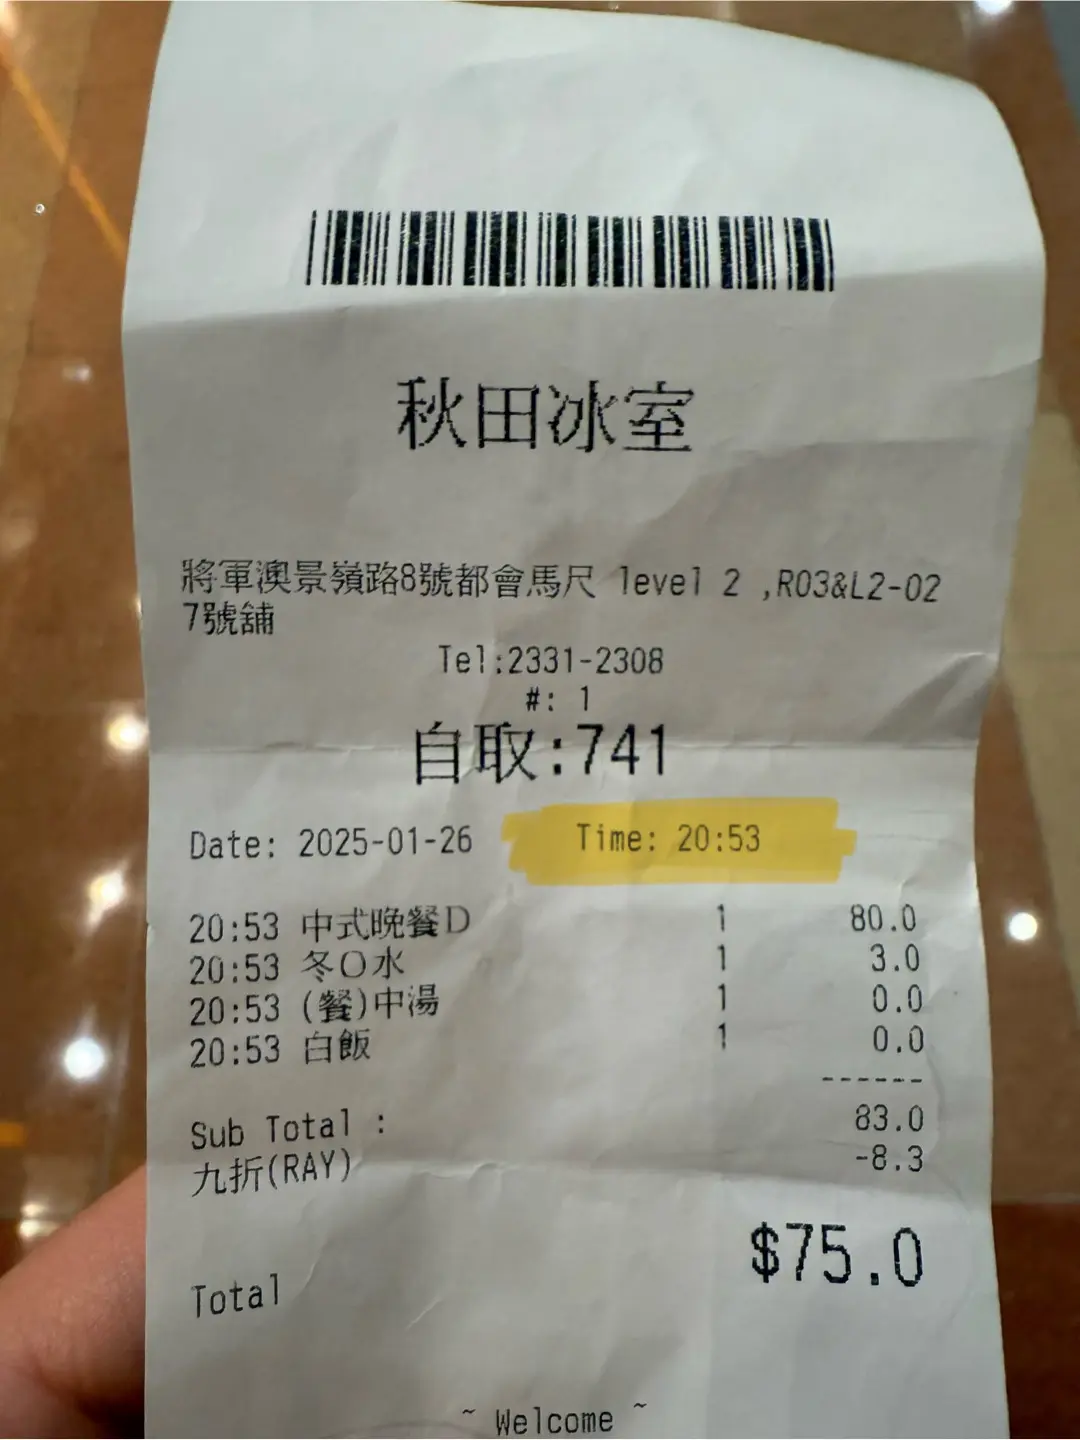 秋田冰室
將軍澳景嶺路8號都會馬尺 level 2 ,R03&L2-02
7號舖
Tel:2331-2308
#: 1
自取:741
Date: 2025-01-26 Time: 20:53
20:53 中式晚餐D 1 80.0
20:53 冬O水 1 3.0
20:53 (餐)中湯 1 0.0
20:53 白飯 1 0.0
------
Sub Total : 83.0
九折(RAY) -8.3
$75.0
Total
~ Welcome ~